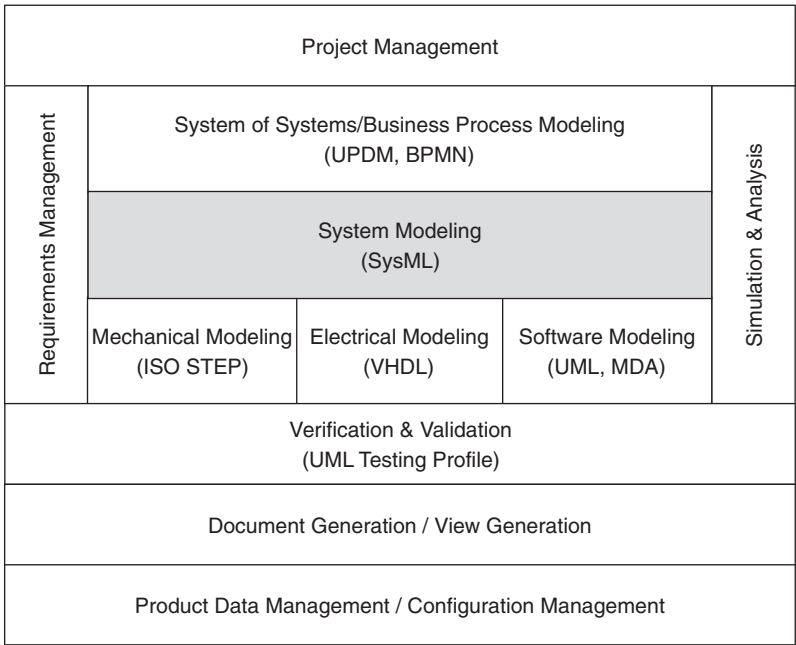 Project Management
Requirements Management
System of Systems/Business Process Modeling
(UPDM, BPMN)
System Modeling
(SysML)
Mechanical Modeling
(ISO STEP)
Electrical Modeling
(VHDL)
Software Modeling
(UML, MDA)
Simulation & Analysis
Verification & Validation
(UML Testing Profile)
Document Generation / View Generation
Product Data Management / Configuration Management